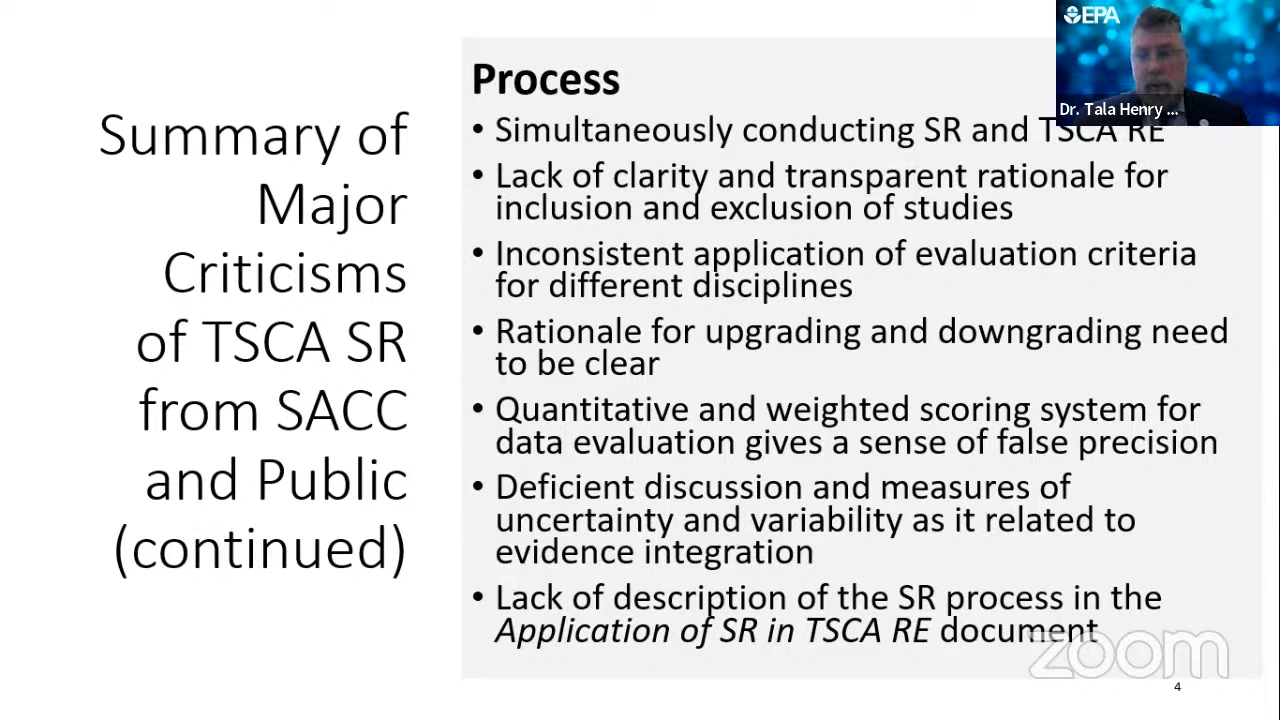 Summary of
Major
Criticisms
of TSCA SR
from SACC
and Public
(continued)
Process
• Simultaneously conducting SR and TSCA RE
• Lack of clarity and transparent rationale for
inclusion and exclusion of studies
• Inconsistent application of evaluation criteria
for different disciplines
• Rationale for upgrading and downgrading need
to be clear
• Quantitative and weighted scoring system for
data evaluation gives a sense of false precision
• Deficient discussion and measures of
uncertainty and variability as it related to
evidence integration
• Lack of description of the SR process in the
Application of SR in TSCA RE document
EPA
Dr. Tala Henry ...
zoom
4